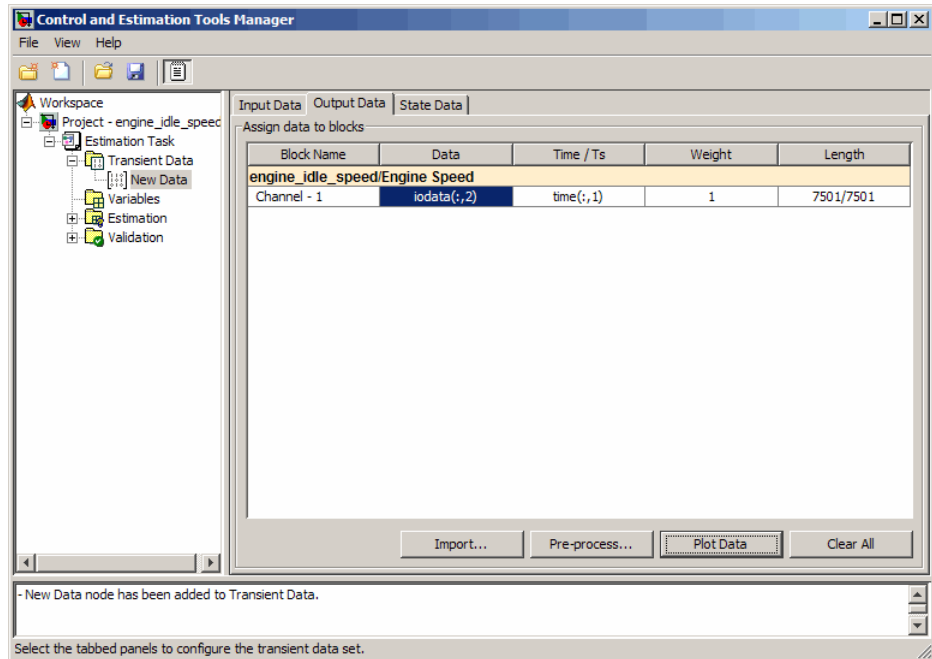 Control and Estimation Tools Manager
File View Help
Workspace
Project - engine_idle_speed
Estimation Task
Transient Data
New Data
Variables
Estimation
Validation
Input Data Output Data State Data
Assign data to blocks
Block Name Data Time / Ts Weight Length
engine_idle_speed/Engine Speed
Channel - 1 iodata(:,2) time(:,1) 1 7501/7501
Import... Pre-process... Plot Data Clear All
- New Data node has been added to Transient Data.
Select the tabbed panels to configure the transient data set.